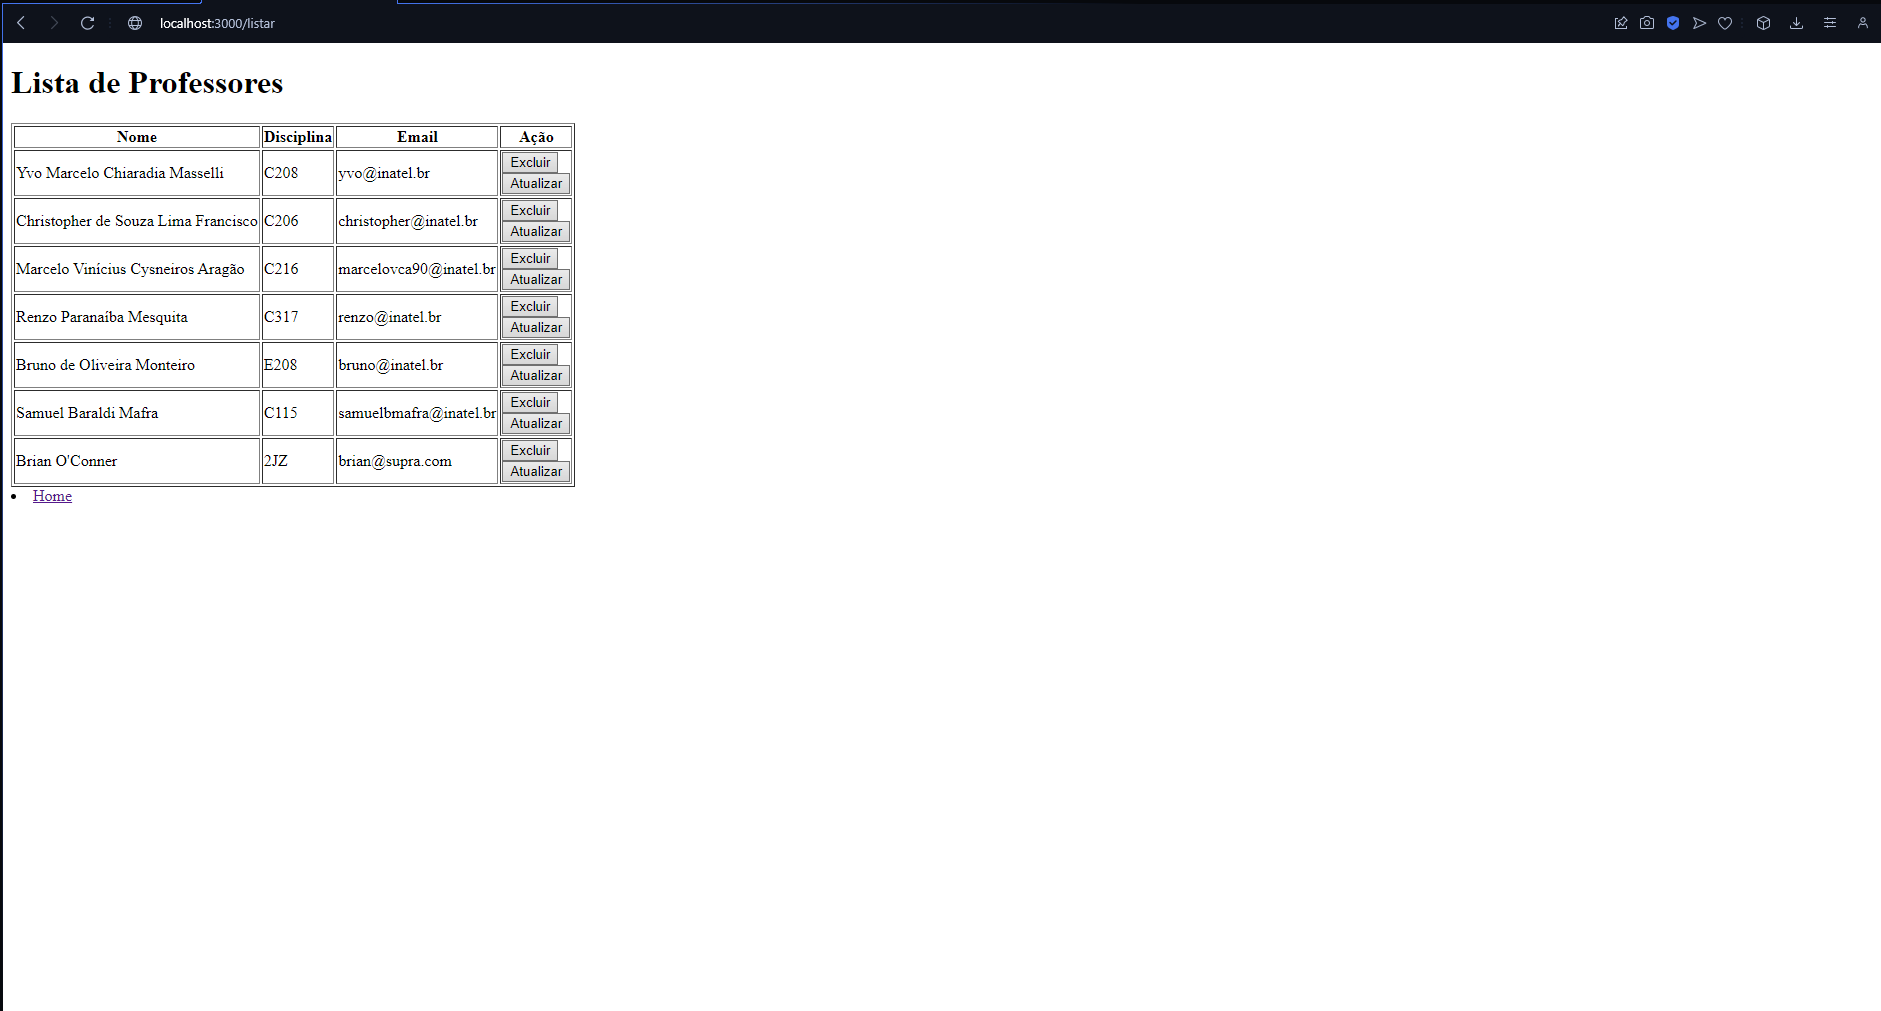 localhost:3000/listar
Lista de Professores
Nome Disciplina Email Ação
Yvo Marcelo Chiaradia Masselli C208 yvo@inatel.br Excluir
Atualizar
Christopher de Souza Lima Francisco C206 christopher@inatel.br Excluir
Atualizar
Marcelo Vinícius Cysneiros Aragão C216 marcelovca90@inatel.br Excluir
Atualizar
Renzo Paranaíba Mesquita C317 renzo@inatel.br Excluir
Atualizar
Bruno de Oliveira Monteiro E208 bruno@inatel.br Excluir
Atualizar
Samuel Baraldi Mafra C115 samuelbmafra@inatel.br Excluir
Atualizar
Brian O'Conner 2JZ brian@supra.com Excluir
Atualizar
• Home